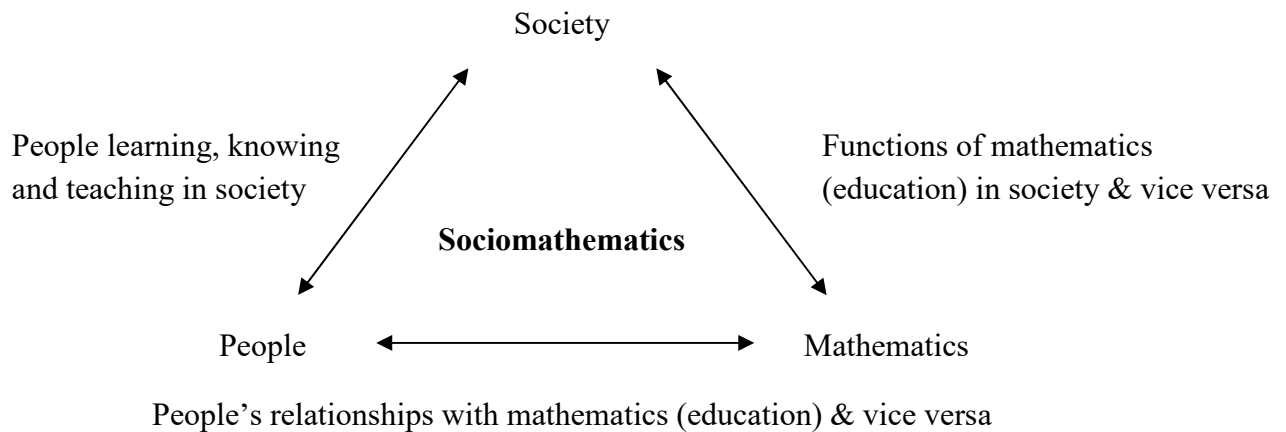 Society
People learning, knowing
and teaching in society
Functions of mathematics
(education) in society & vice versa
Sociomathematics
People
Mathematics
People’s relationships with mathematics (education) & vice versa